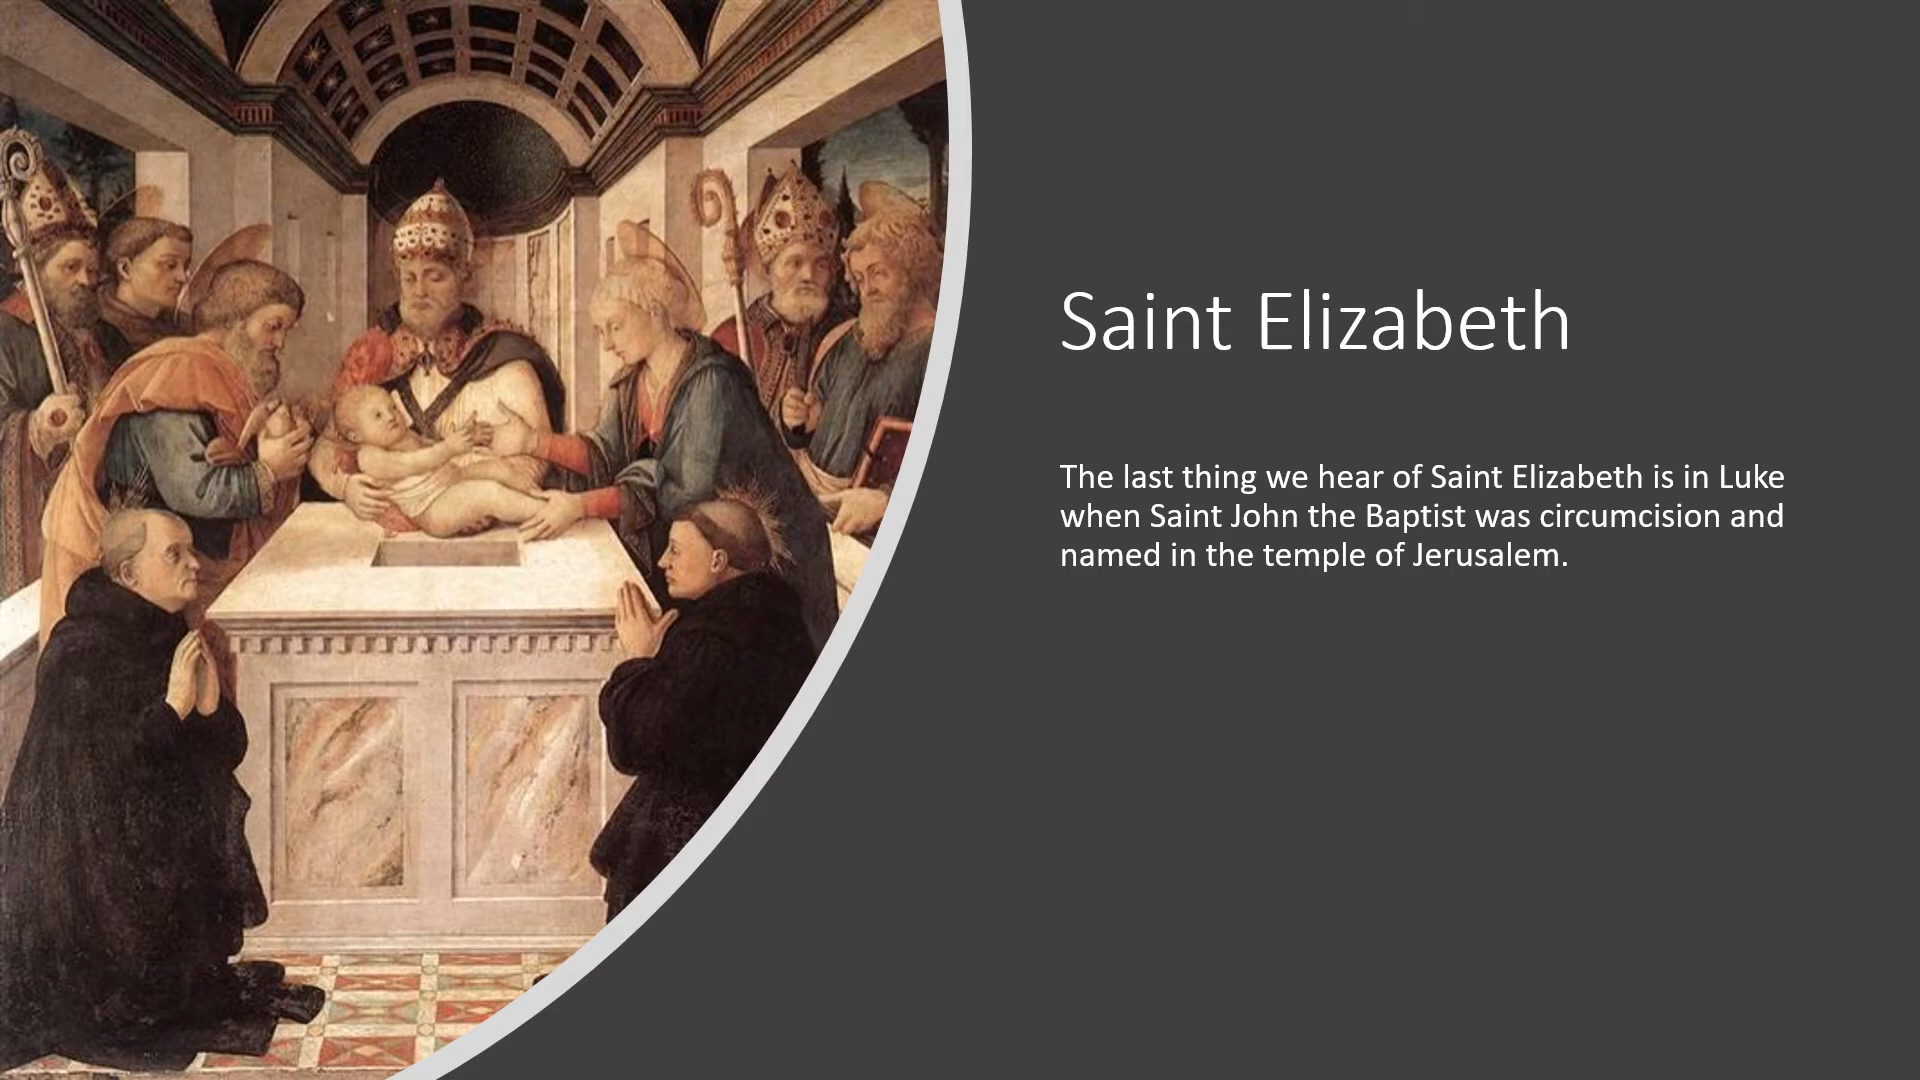 Saint Elizabeth
The last thing we hear of Saint Elizabeth is in Luke
when Saint John the Baptist was circumcision and
named in the temple of Jerusalem.